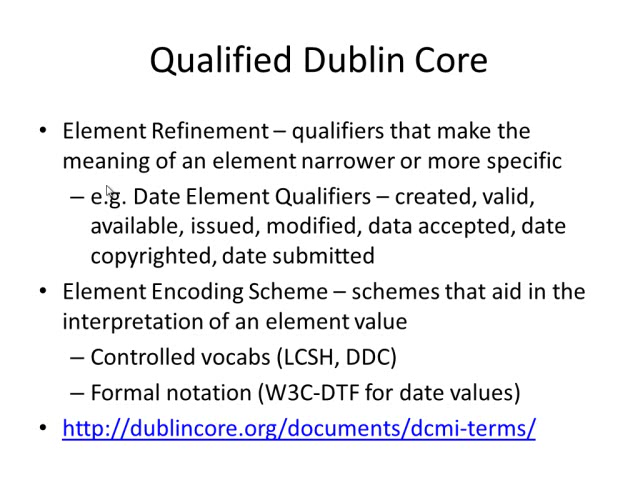 Qualified Dublin Core
• Element Refinement – qualifiers that make the
meaning of an element narrower or more specific
– e.g. Date Element Qualifiers – created, valid,
available, issued, modified, data accepted, date
copyrighted, date submitted
• Element Encoding Scheme – schemes that aid in the
interpretation of an element value
– Controlled vocabs (LCSH, DDC)
– Formal notation (W3C-DTF for date values)
• http://dublincore.org/documents/dcmi-terms/